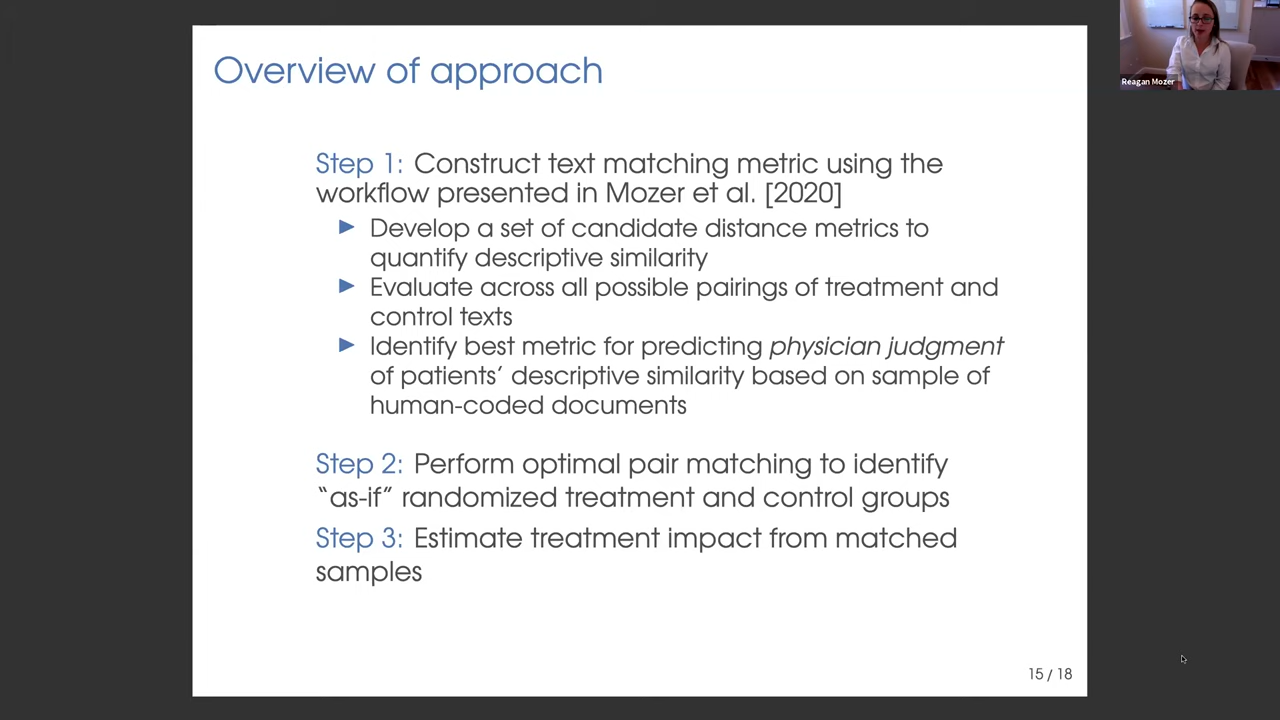 Overview of approach
Reagan Mozer
Step 1: Construct text matching metric using the
workflow presented in Mozer et al. [2020]
▶ Develop a set of candidate distance metrics to
quantify descriptive similarity
▶ Evaluate across all possible pairings of treatment and
control texts
▶ Identify best metric for predicting physician judgment
of patients’ descriptive similarity based on sample of
human-coded documents
Step 2: Perform optimal pair matching to identify
“as-if” randomized treatment and control groups
Step 3: Estimate treatment impact from matched
samples
15 / 18